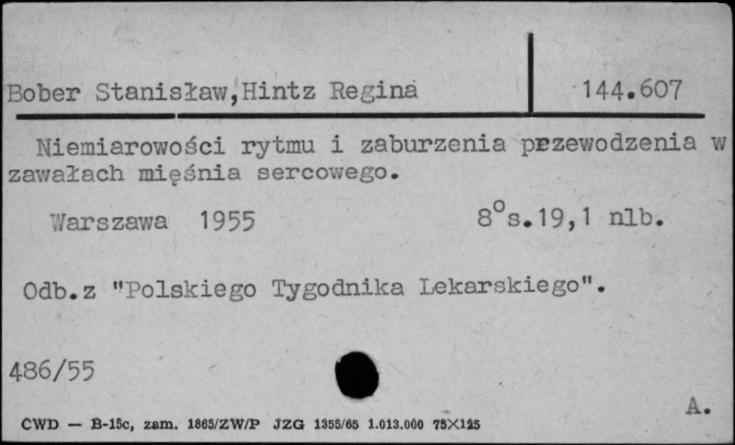 Bober Stanisław,Hintz Regina 144.607
Niemiarowości rytmu i zaburzenia przewodzenia w
zawałach mięśnia sercowego.
Warszawa 1955 8°s.19,1 nlb.
Odb.z "Polskiego Tygodnika Lekarskiego".
486/55
A.
CWD — B-15c, zam. 1865/ZW/P JZG 1355/65 1.013.000 75X125